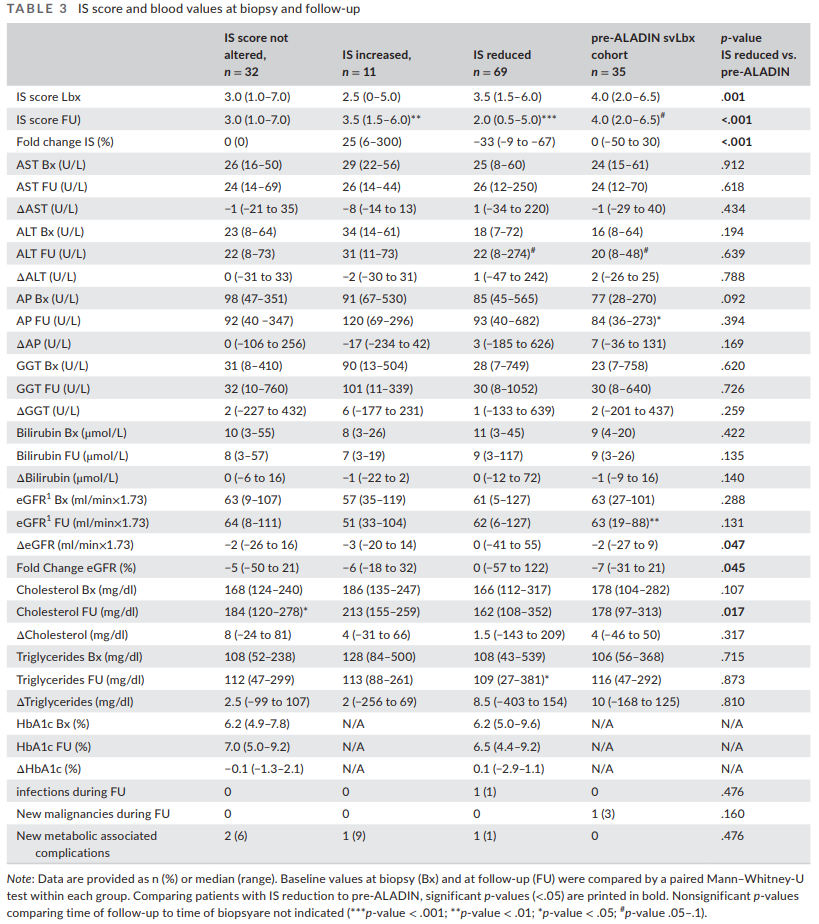 TABLE 3 IS score and blood values at biopsy and follow-up
IS score not altered, n = 32 IS increased, n = 11 IS reduced n = 69 pre-ALADIN svLbx cohort n = 35 p-value IS reduced vs. pre-ALADIN
IS score Lbx 3.0 (1.0–7.0) 2.5 (0–5.0) 3.5 (1.5–6.0) 4.0 (2.0–6.5) .001
IS score FU) 3.0 (1.0–7.0) 3.5 (1.5–6.0)** 2.0 (0.5–5.0)*** 4.0 (2.0–6.5)# <.001
Fold change IS (%) 0 (0) 25 (6–300) −33 (−9 to −67) 0 (−50 to 30) <.001
AST Bx (U/L) 26 (16–50) 29 (22–56) 25 (8–60) 24 (15–61) .912
AST FU (U/L) 24 (14–69) 26 (14–44) 26 (12–250) 24 (12–70) .618
ΔAST (U/L) −1 (−21 to 35) −8 (−14 to 13) 1 (−34 to 220) −1 (−29 to 40) .434
ALT Bx (U/L) 23 (8–64) 34 (14–61) 18 (7–72) 16 (8–64) .194
ALT FU (U/L) 22 (8–73) 31 (11–73) 22 (8–274)# 20 (8–48)# .639
ΔALT (U/L) 0 (−31 to 33) −2 (−30 to 31) 1 (−47 to 242) 2 (−26 to 25) .788
AP Bx (U/L) 98 (47–351) 91 (67–530) 85 (45–565) 77 (28–270) .092
AP FU (U/L) 92 (40 –347) 120 (69–296) 93 (40–682) 84 (36–273)* .394
ΔAP (U/L) 0 (−106 to 256) −17 (−234 to 42) 3 (−185 to 626) 7 (−36 to 131) .169
GGT Bx (U/L) 31 (8–410) 90 (13–504) 28 (7–749) 23 (7–758) .620
GGT FU (U/L) 32 (10–760) 101 (11–339) 30 (8–1052) 30 (8–640) .726
ΔGGT (U/L) 2 (−227 to 432) 6 (−177 to 231) 1 (−133 to 639) 2 (−201 to 437) .259
Bilirubin Bx (μmol/L) 10 (3–55) 8 (3–26) 11 (3–45) 9 (4–20) .422
Bilirubin FU (μmol/L) 8 (3–57) 7 (3–19) 9 (3–117) 9 (3–26) .135
ΔBilirubin (μmol/L) 0 (−6 to 16) −1 (−22 to 2) 0 (−12 to 72) −1 (−9 to 16) .140
eGFR1 Bx (ml/min×1.73) 63 (9–107) 57 (35–119) 61 (5–127) 63 (27–101) .288
eGFR1 FU (ml/min×1.73) 64 (8–111) 51 (33–104) 62 (6–127) 63 (19–88)** .131
ΔeGFR (ml/min×1.73) −2 (−26 to 16) −3 (−20 to 14) 0 (−41 to 55) −2 (−27 to 9) .047
Fold Change eGFR (%) −5 (−50 to 21) −6 (−18 to 32) 0 (−57 to 122) −7 (−31 to 21) .045
Cholesterol Bx (mg/dl) 168 (124–240) 186 (135–247) 166 (112–317) 178 (104–282) .107
Cholesterol FU (mg/dl) 184 (120–278)* 213 (155–259) 162 (108–352) 178 (97–313) .017
ΔCholesterol (mg/dl) 8 (−24 to 81) 4 (−31 to 66) 1.5 (−143 to 209) 4 (−46 to 50) .317
Triglycerides Bx (mg/dl) 108 (52–238) 128 (84–500) 108 (43–539) 106 (56–368) .715
Triglycerides FU (mg/dl) 112 (47–299) 113 (88–261) 109 (27–381)* 116 (47–292) .873
ΔTriglycerides (mg/dl) 2.5 (−99 to 107) 2 (−256 to 69) 8.5 (−403 to 154) 10 (−168 to 125) .810
HbA1c Bx (%) 6.2 (4.9–7.8) N/A 6.2 (5.0–9.6) N/A N/A
HbA1c FU (%) 7.0 (5.0–9.2) N/A 6.5 (4.4–9.2) N/A N/A
ΔHbA1c (%) −0.1 (−1.3–2.1) N/A 0.1 (−2.9–1.1) N/A N/A
infections during FU 0 0 1 (1) .476
New malignancies during FU 0 0 0 1 (3) .160
New metabolic associated complications 2 (6) 1 (9) 1 (1) 0 .476
Note: Data are provided as n (%) or median (range). Baseline values at biopsy (Bx) and at follow-up (FU) were compared by a paired Mann–Whitney-U
test within each group. Comparing patients with IS reduction to pre-ALADIN, significant p-values (<.05) are printed in bold. Nonsignificant p-values
comparing time of follow-up to time of biopsyare not indicated (***p-value < .001; **p-value < .01; *p-value < .05; #p-value .05–.1).